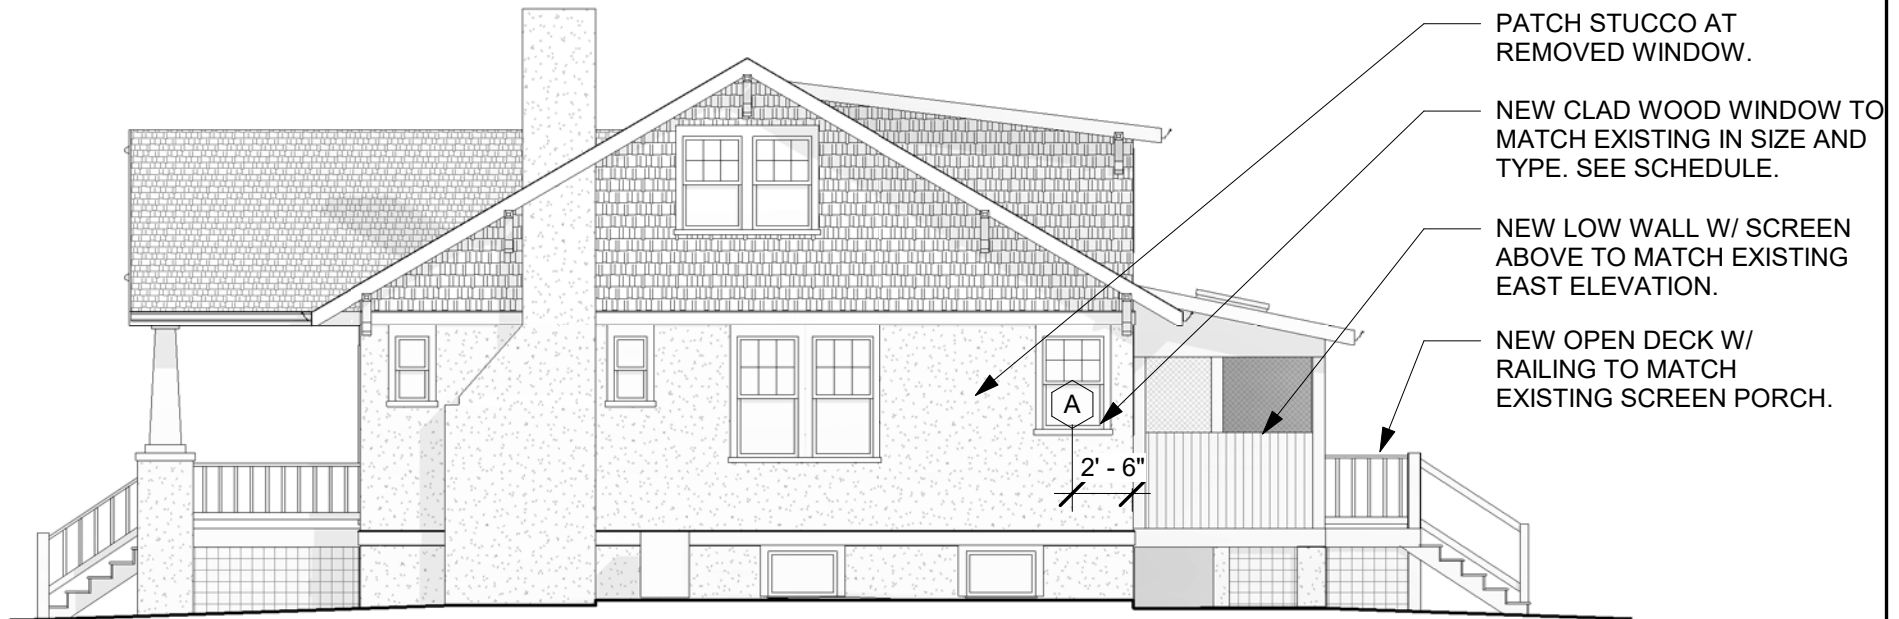 PATCH STUCCO AT
REMOVED WINDOW.
NEW CLAD WOOD WINDOW TO
MATCH EXISTING IN SIZE AND
TYPE. SEE SCHEDULE.
NEW LOW WALL W/ SCREEN
ABOVE TO MATCH EXISTING
EAST ELEVATION.
NEW OPEN DECK W/
RAILING TO MATCH
EXISTING SCREEN PORCH.
A
2' - 6"